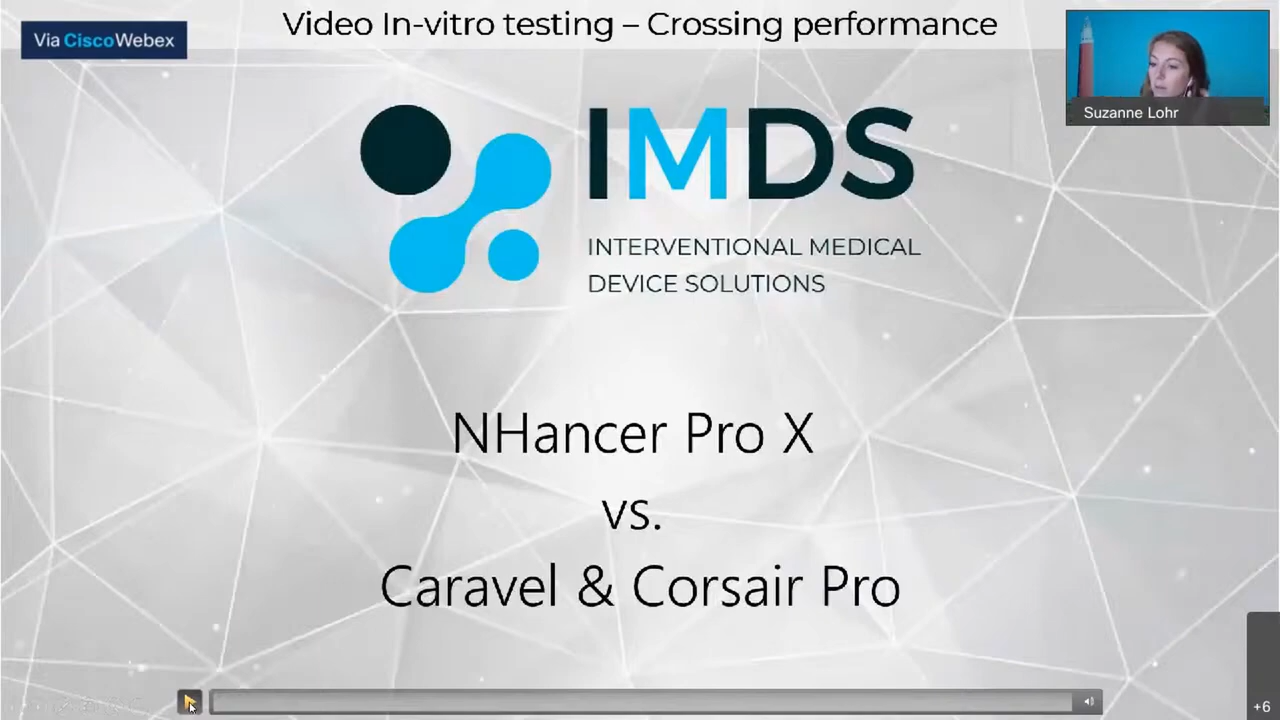 Video In-vitro testing – Crossing performance
Via CiscoWebex
Suzanne Lohr
IMDS
INTERVENTIONAL MEDICAL
DEVICE SOLUTIONS
NHancer Pro X
vs.
Caravel & Corsair Pro
+6